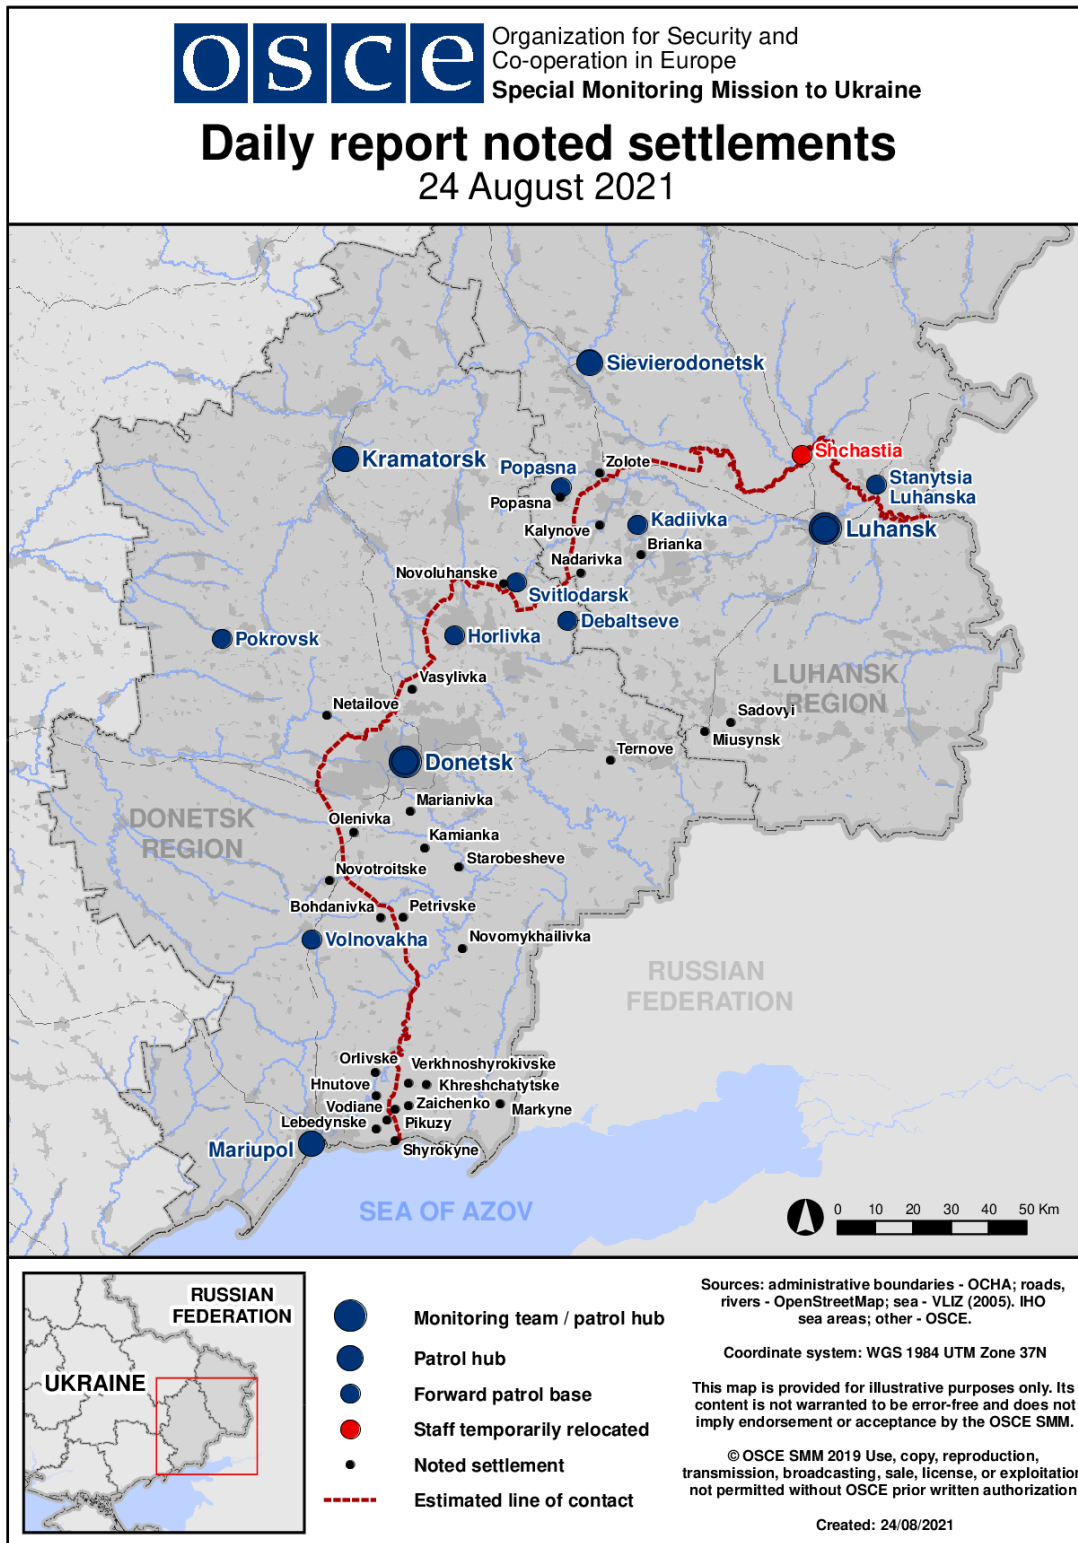 osce
Organization for Security and
Co-operation in Europe
Special Monitoring Mission to Ukraine
Daily report noted settlements
24 August 2021
Sievierodonetsk
Shchastia
Kramatorsk
Zolote
Popasna
Stanytsia
Luhanska
Popasna
Kadiivka
Kalynove
Luhansk
Brianka
Nadarivka
Novoluhanske
Svitlodarsk
Debaltseve
Horlivka
Pokrovsk
LUHANSK
REGION
Vasylivka
Netailove
Sadovyi
Miusynsk
Ternove
Donetsk
Marianivka
DONETSK
REGION
Olenivka
Kamianka
Starobesheve
Novotroitske
Bohdanivka
Petrivske
Volnovakha
Novomykhailivka
RUSSIAN
FEDERATION
Orlivske
Verkhnoshyrokivske
Hnutove
Khreshchatytske
Vodiane
Zaichenko
Markyne
Lebedynske
Pikuzy
Mariupol
Shyrokyne
SEA OF AZOV
0 10 20 30 40 50 Km
RUSSIAN
FEDERATION
UKRAINE
Monitoring team / patrol hub
Patrol hub
Forward patrol base
Staff temporarily relocated
Noted settlement
Estimated line of contact
Sources: administrative boundaries - OCHA; roads,
rivers - OpenStreetMap; sea - VLIZ (2005). IHO
sea areas; other - OSCE.
Coordinate system: WGS 1984 UTM Zone 37N
This map is provided for illustrative purposes only. Its
content is not warranted to be error-free and does not
imply endorsement or acceptance by the OSCE SMM.
© OSCE SMM 2019 Use, copy, reproduction,
transmission, broadcasting, sale, license, or exploitation
not permitted without OSCE prior written authorization
Created: 24/08/2021